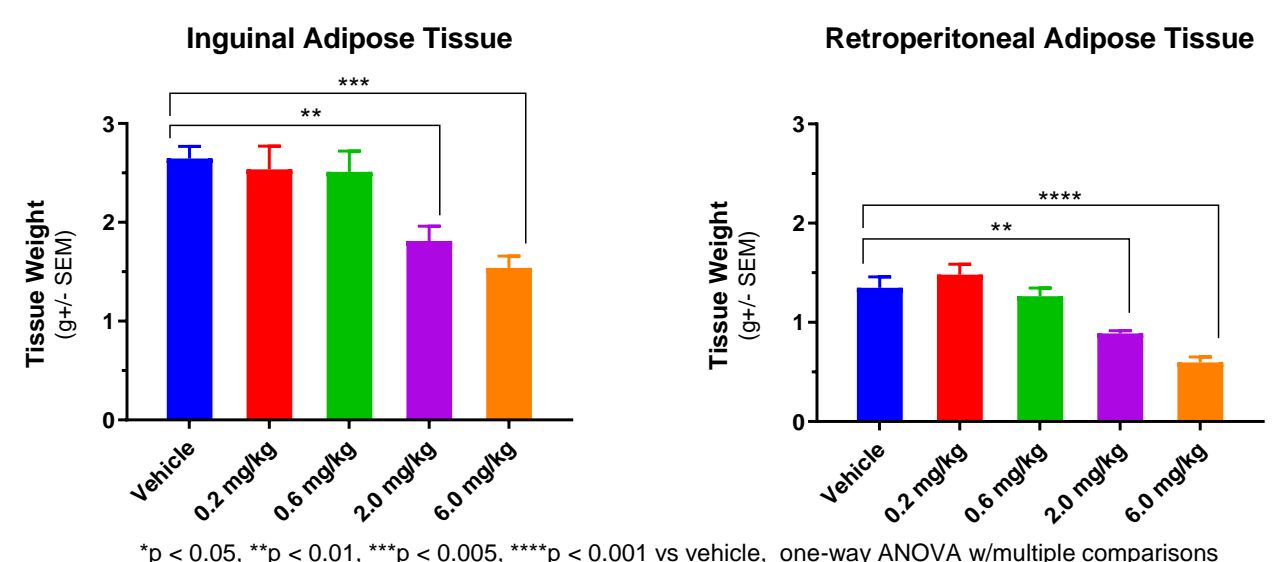 Inguinal Adipose Tissue
***
**
Tissue Weight
(g+/- SEM)
3
2
1
0
Vehicle
0.2 mg/kg
0.6 mg/kg
2.0 mg/kg
6.0 mg/kg
Retroperitoneal Adipose Tissue
****
**
Tissue Weight
(g+/- SEM)
3
2
1
0
Vehicle
0.2 mg/kg
0.6 mg/kg
2.0 mg/kg
6.0 mg/kg
*p < 0.05, **p < 0.01, ***p < 0.005, ****p < 0.001 vs vehicle, one-way ANOVA w/multiple comparisons